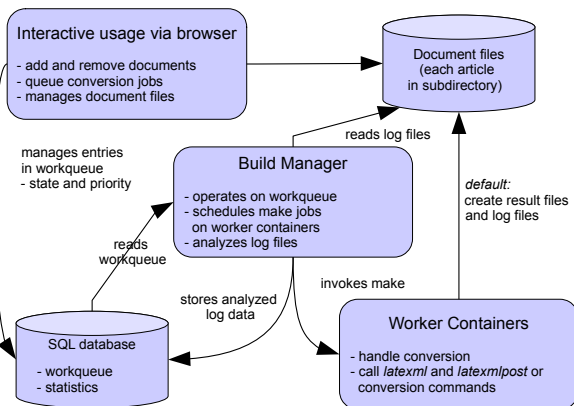 Interactive usage via browser
- add and remove documents
- queue conversion jobs
- manages document files
Document files
(each article
in subdirectory)
reads log files
manages entries
in workqueue
- state and priority
Build Manager
- operates on workqueue
- schedules make jobs
on worker containers
- analyzes log files
default:
create result files
and log files
reads
workqueue
stores analyzed
log data
invokes make
SQL database
- workqueue
- statistics
Worker Containers
- handle conversion
- call latexml and latexmlpost or
conversion commands